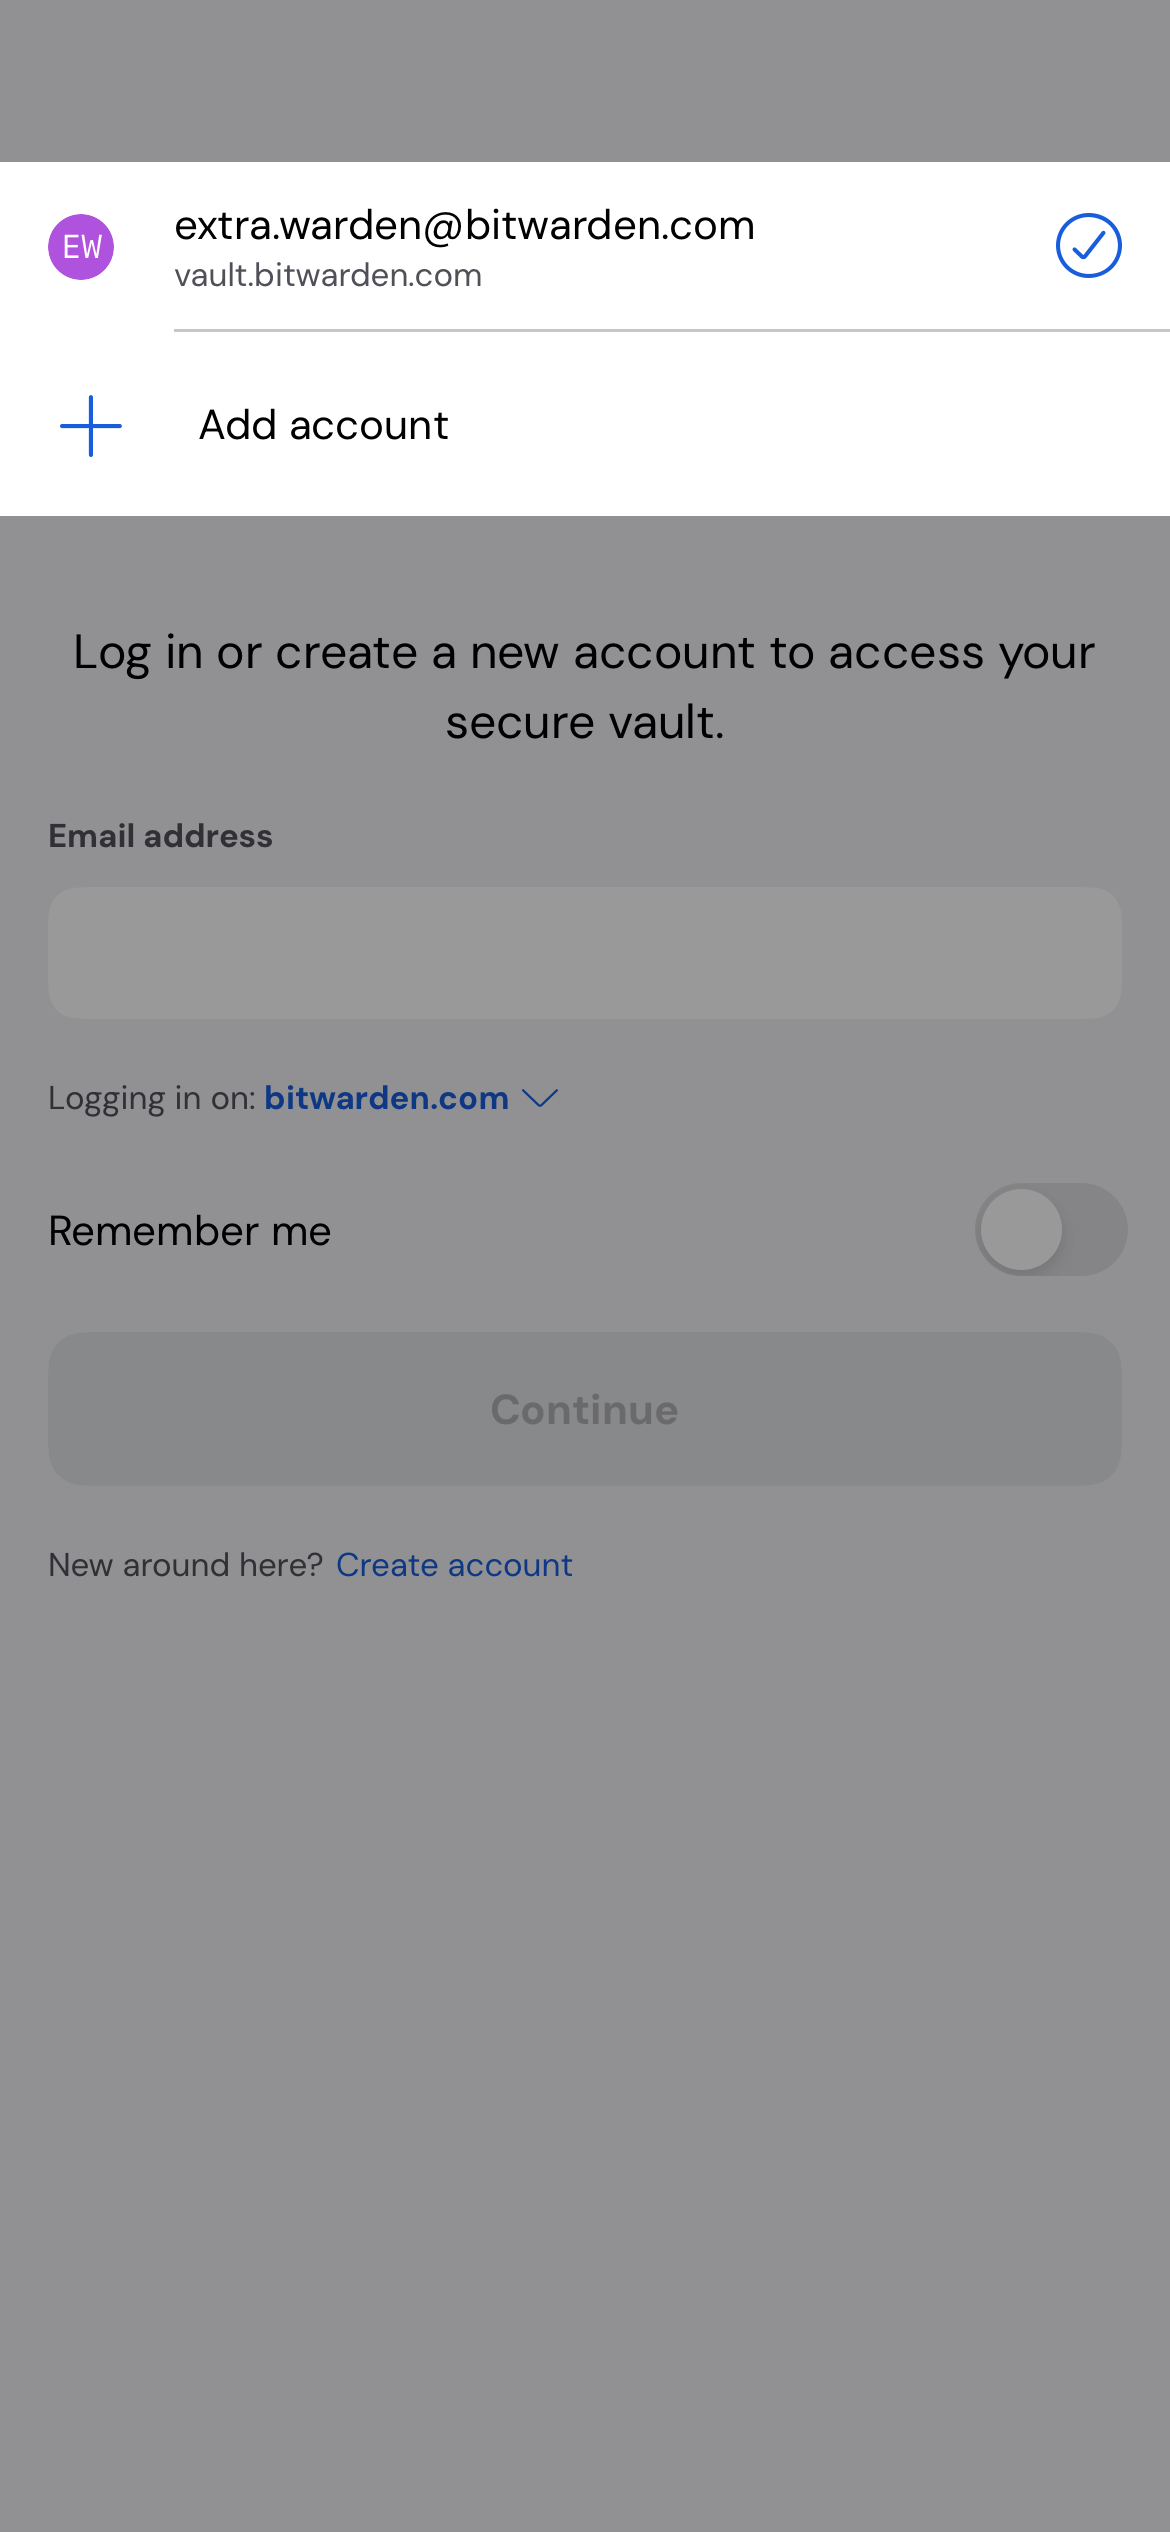 EW
extra.warden@bitwarden.com
vault.bitwarden.com
Add account
Log in or create a new account to access your
secure vault.
Email address
Logging in on: bitwarden.com
Remember me
Continue
New around here? Create account